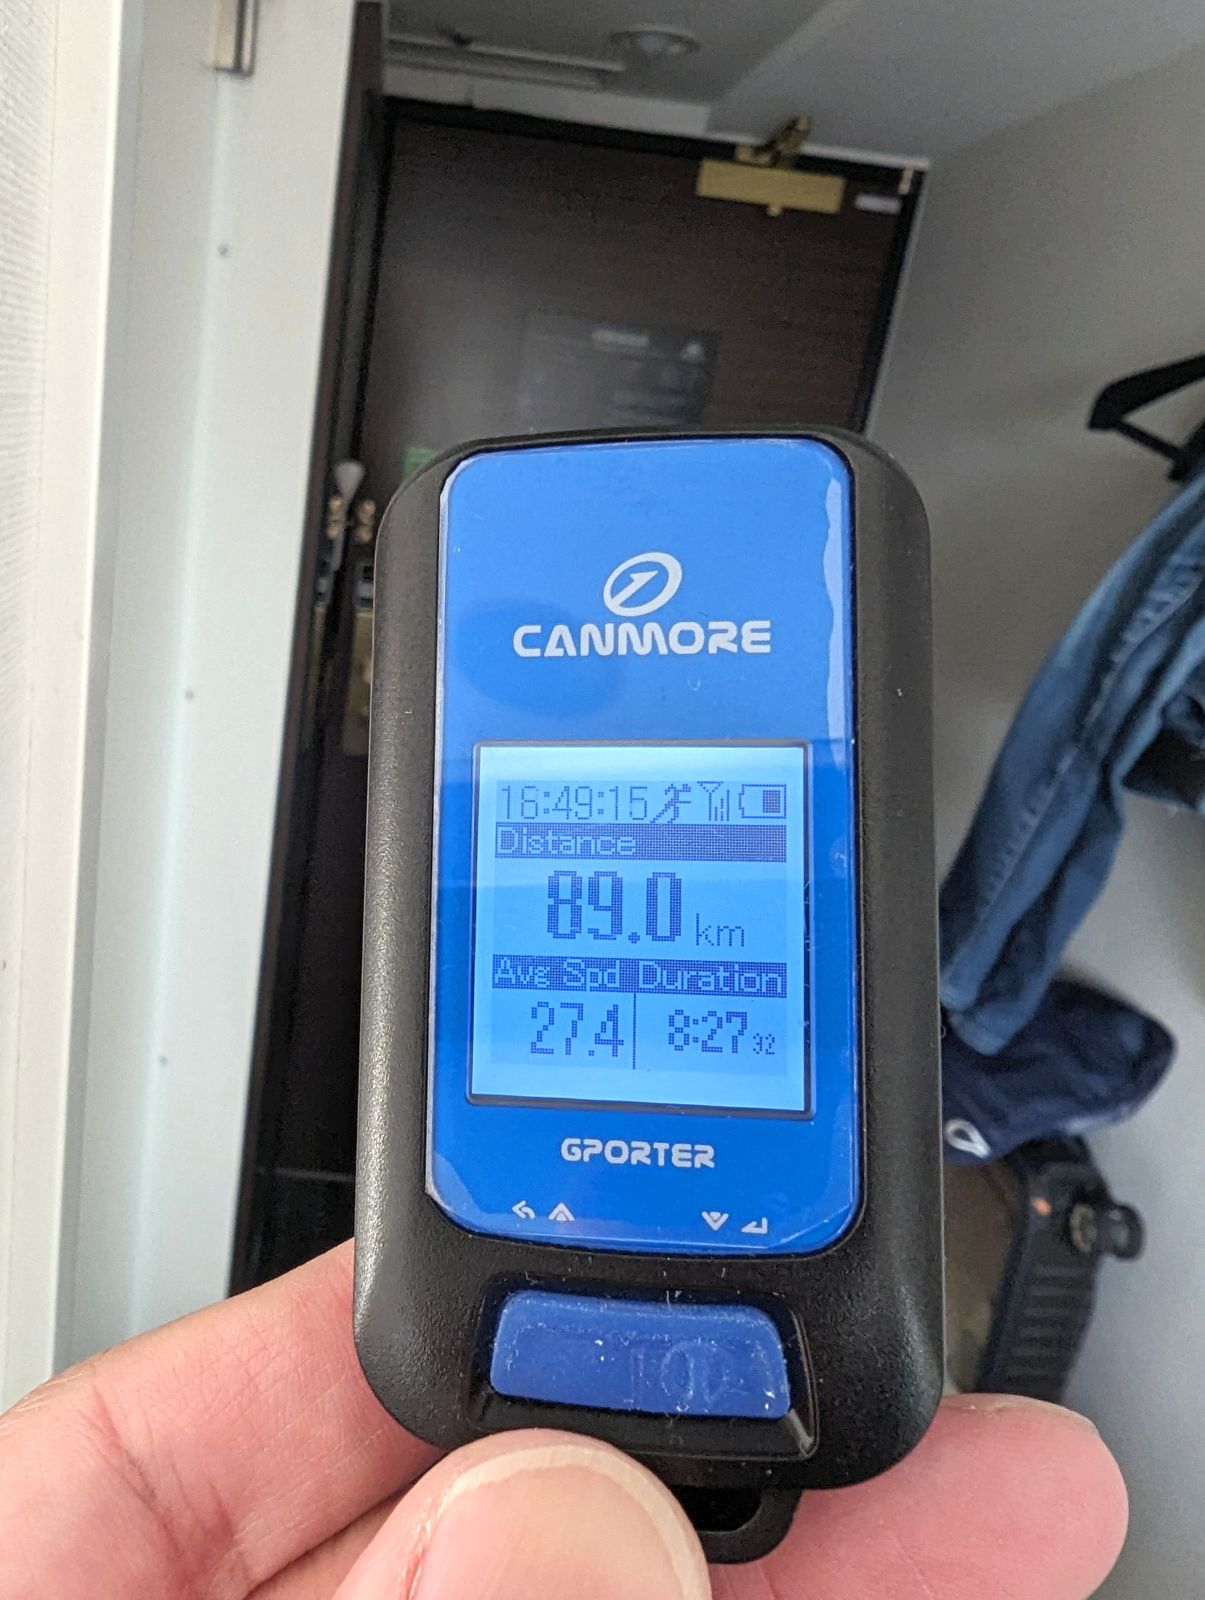 CANMORE
16:49:15
Distance
89.0 km
Avg Spd Duration
27.4 8:27 32
GPORTER